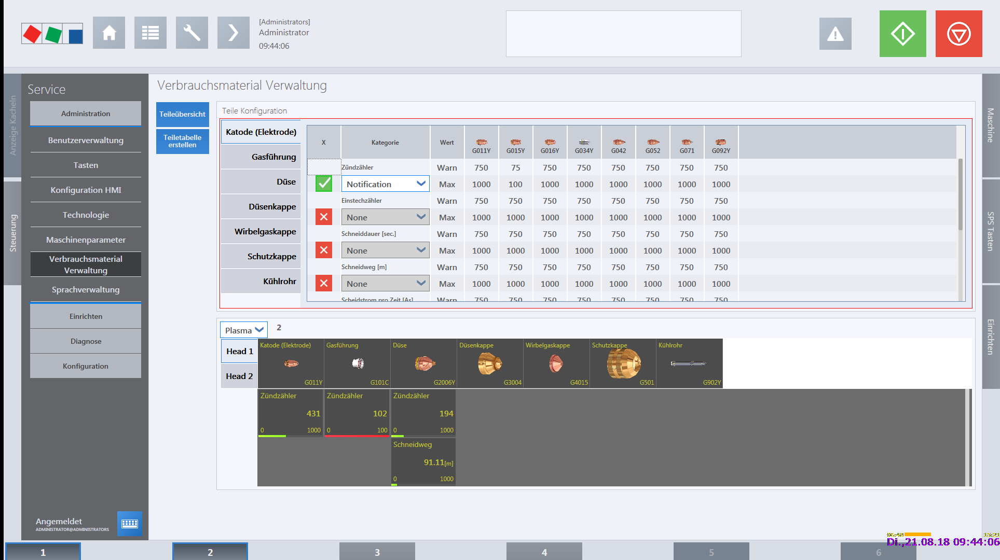 [Administrators]
Administrator
09:44:06
Anzeige Kacheln
Steuerung
Service
Administration
Benutzerverwaltung
Tasten
Konfiguration HMI
Technologie
Maschinenparameter
Verbrauchsmaterial
Verwaltung
Sprachverwaltung
Einrichten
Diagnose
Konfiguration
Angemeldet
ADMINISTRATOR@ADMINISTRATORS
Verbrauchsmaterial Verwaltung
Teileübersicht
Teiletabelle
erstellen
Teile Konfiguration
Katode (Elektrode)
Gasführung
Düse
Düsenkappe
Wirbelgaskappe
Schutzkappe
Kühlrohr
X Kategorie Wert G011Y G015Y G016Y G034Y G042 G052 G071 G092Y
Zündzähler Warn 750 75 750 750 750 750 750 750
Notification Max 1000 100 1000 1000 1000 1000 1000 1000
Einstechzähler Warn 750 750 750 750 750 750 750 750
None Max 1000 1000 1000 1000 1000 1000 1000 1000
Schneiddauer [sec.] Warn 750 750 750 750 750 750 750 750
None Max 1000 1000 1000 1000 1000 1000 1000 1000
Schneidweg [m] Warn 750 750 750 750 750 750 750 750
None Max 1000 1000 1000 1000 1000 1000 1000 1000
Scheidstrom pro Zeit [As] Warn 750 750 750 750 750 750 750 750
Plasma 2
Head 1
Head 2
Katode (Elektrode) Gasführung Düse Düsenkappe Wirbelgaskappe Schutzkappe Kühlrohr
G011Y G101C G2006Y G3004 G4015 G501 G902Y
Zündzähler Zündzähler Zündzähler
431 102 194
0 1000 0 100 0 1000
Schneidweg
91.11[m]
0 1000
Maschine
SPS Tasten
Einrichten
Di.,21.08.18 09:44:06
1 2 3 4 5 6